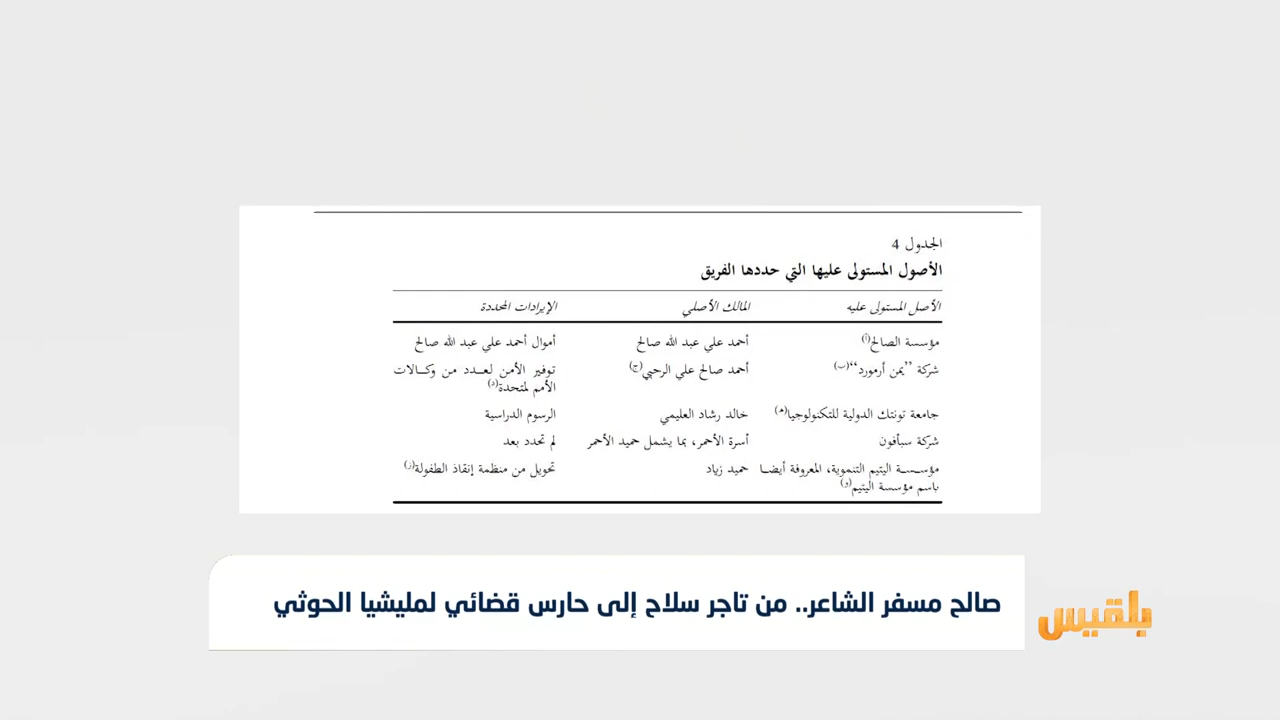 الجدول 4
الأصول المستولى عليها التي حددها الفريق
الأصل المستولى عليه المالك الأصلي الإيرادات المحددة
مؤسسة الصالح(أ) أحمد علي عبد الله صالح أموال أحمد علي عبد الله صالح
شركة ”يمن أرمورد“(ب) أحمد صالح علي الرحبي(ج) توفير الأمن لعدد من وكالات
الأمم لمتحدة(د)
جامعة تونتك الدولية للتكنولوجيا(ه) خالد رشاد العليمي الرسوم الدراسية
شركة سبأفون أسرة الأحمر، بما يشمل حميد الأحمر لم تحدد بعد
مؤسسة اليتيم التنموية، المعروفة أيضا حميد زياد تحويل من منظمة إنقاذ الطفولة(ز)
باسم مؤسسة اليتيم(و)
صالح مسفر الشاعر.. من تاجر سلاح إلى حارس قضائي لمليشيا الحوثي
بلقيس